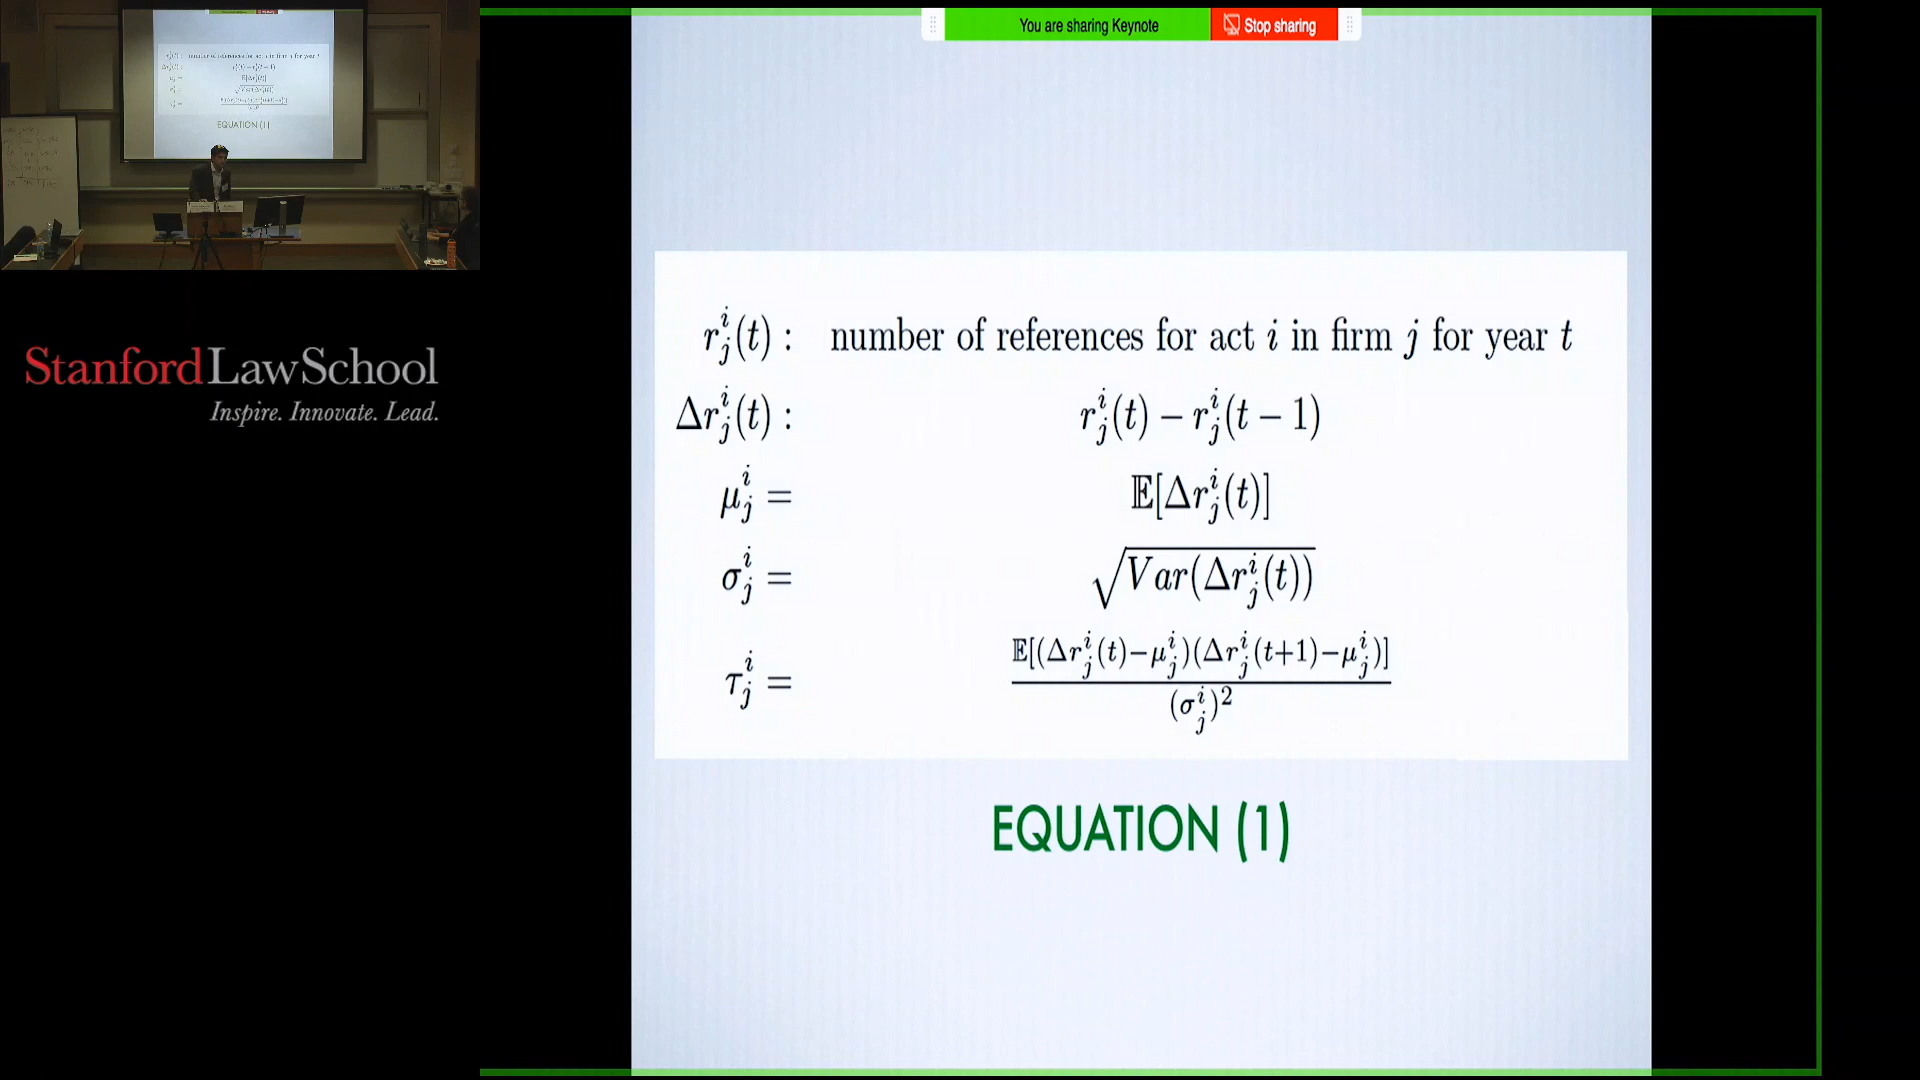 You are sharing Keynote
Stop sharing
Stanford Law School
Inspire. Innovate. Lead.
r_j^i(t) : number of references for act i in firm j for year t
Δr_j^i(t) : r_j^i(t) − r_j^i(t − 1)
μ_j^i = 𝔼[Δr_j^i(t)]
σ_j^i = √Var(Δr_j^i(t))
τ_j^i = 𝔼[(Δr_j^i(t)−μ_j^i)(Δr_j^i(t+1)−μ_j^i)] / (σ_j^i)^2
EQUATION (1)
EQUATION (1)